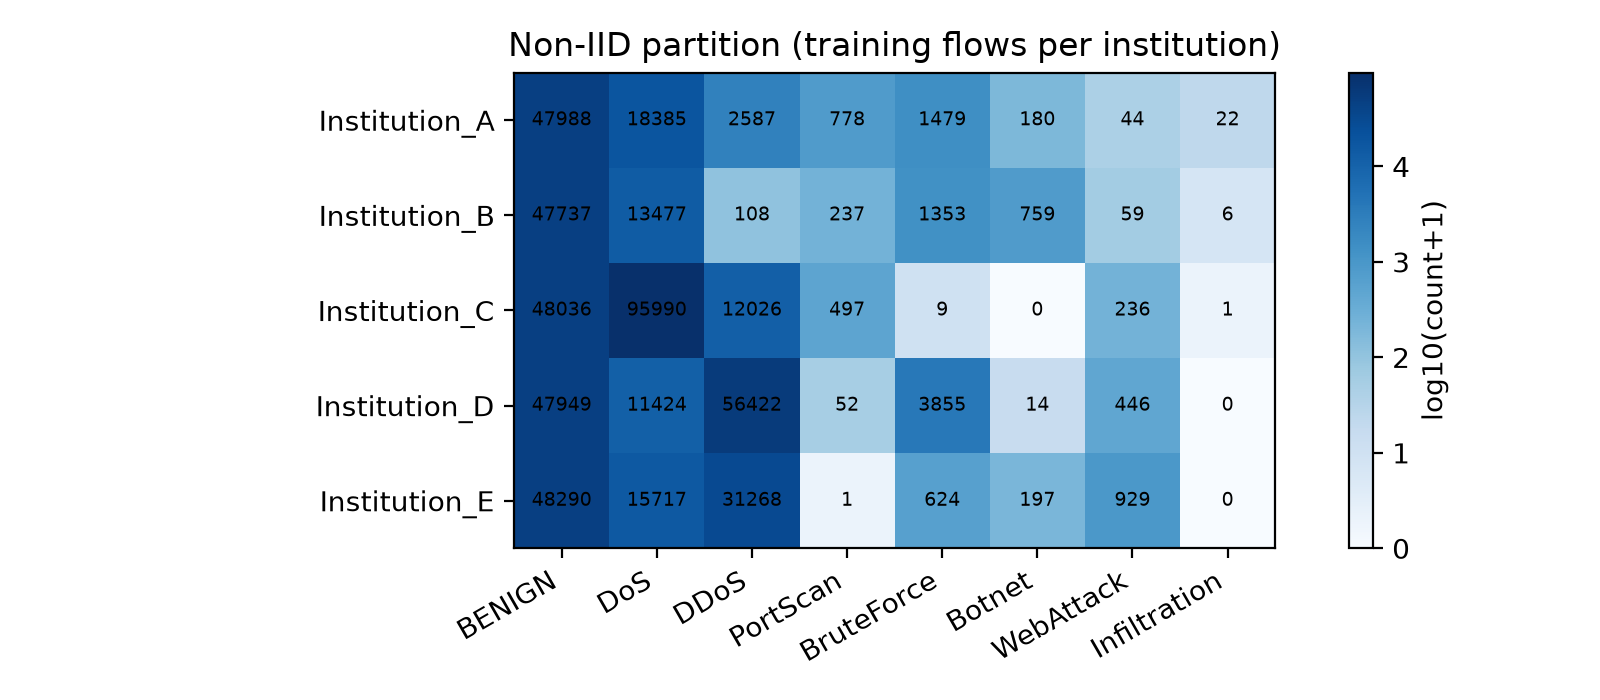 Non-IID partition (training flows per institution)
Institution_A 47988 18385 2587 778 1479 180 44 22
Institution_B 47737 13477 108 237 1353 759 59 6
Institution_C 48036 95990 12026 497 9 0 236 1
Institution_D 47949 11424 56422 52 3855 14 446 0
Institution_E 48290 15717 31268 1 624 197 929 0
BENIGN DoS DDoS PortScan BruteForce Botnet WebAttack Infiltration
4
3
2
1
0
log10(count+1)